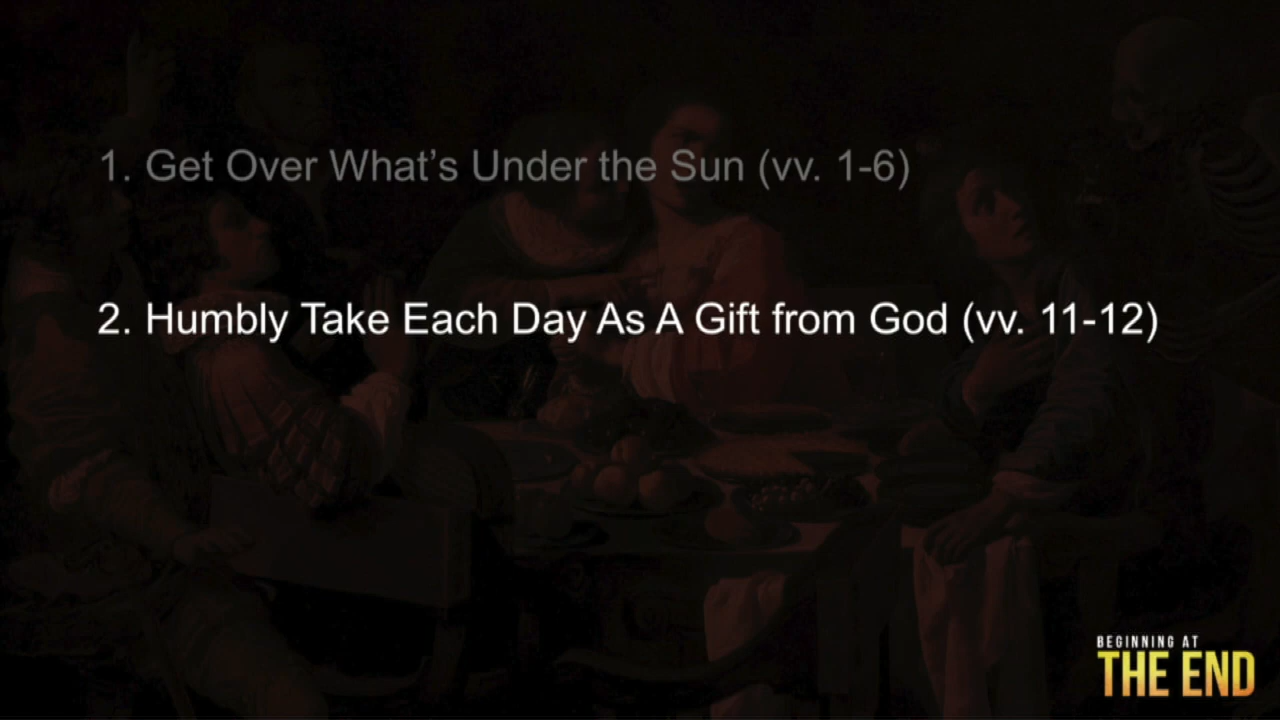 1. Get Over What’s Under the Sun (vv. 1-6)
2. Humbly Take Each Day As A Gift from God (vv. 11-12)
BEGINNING AT
THE END